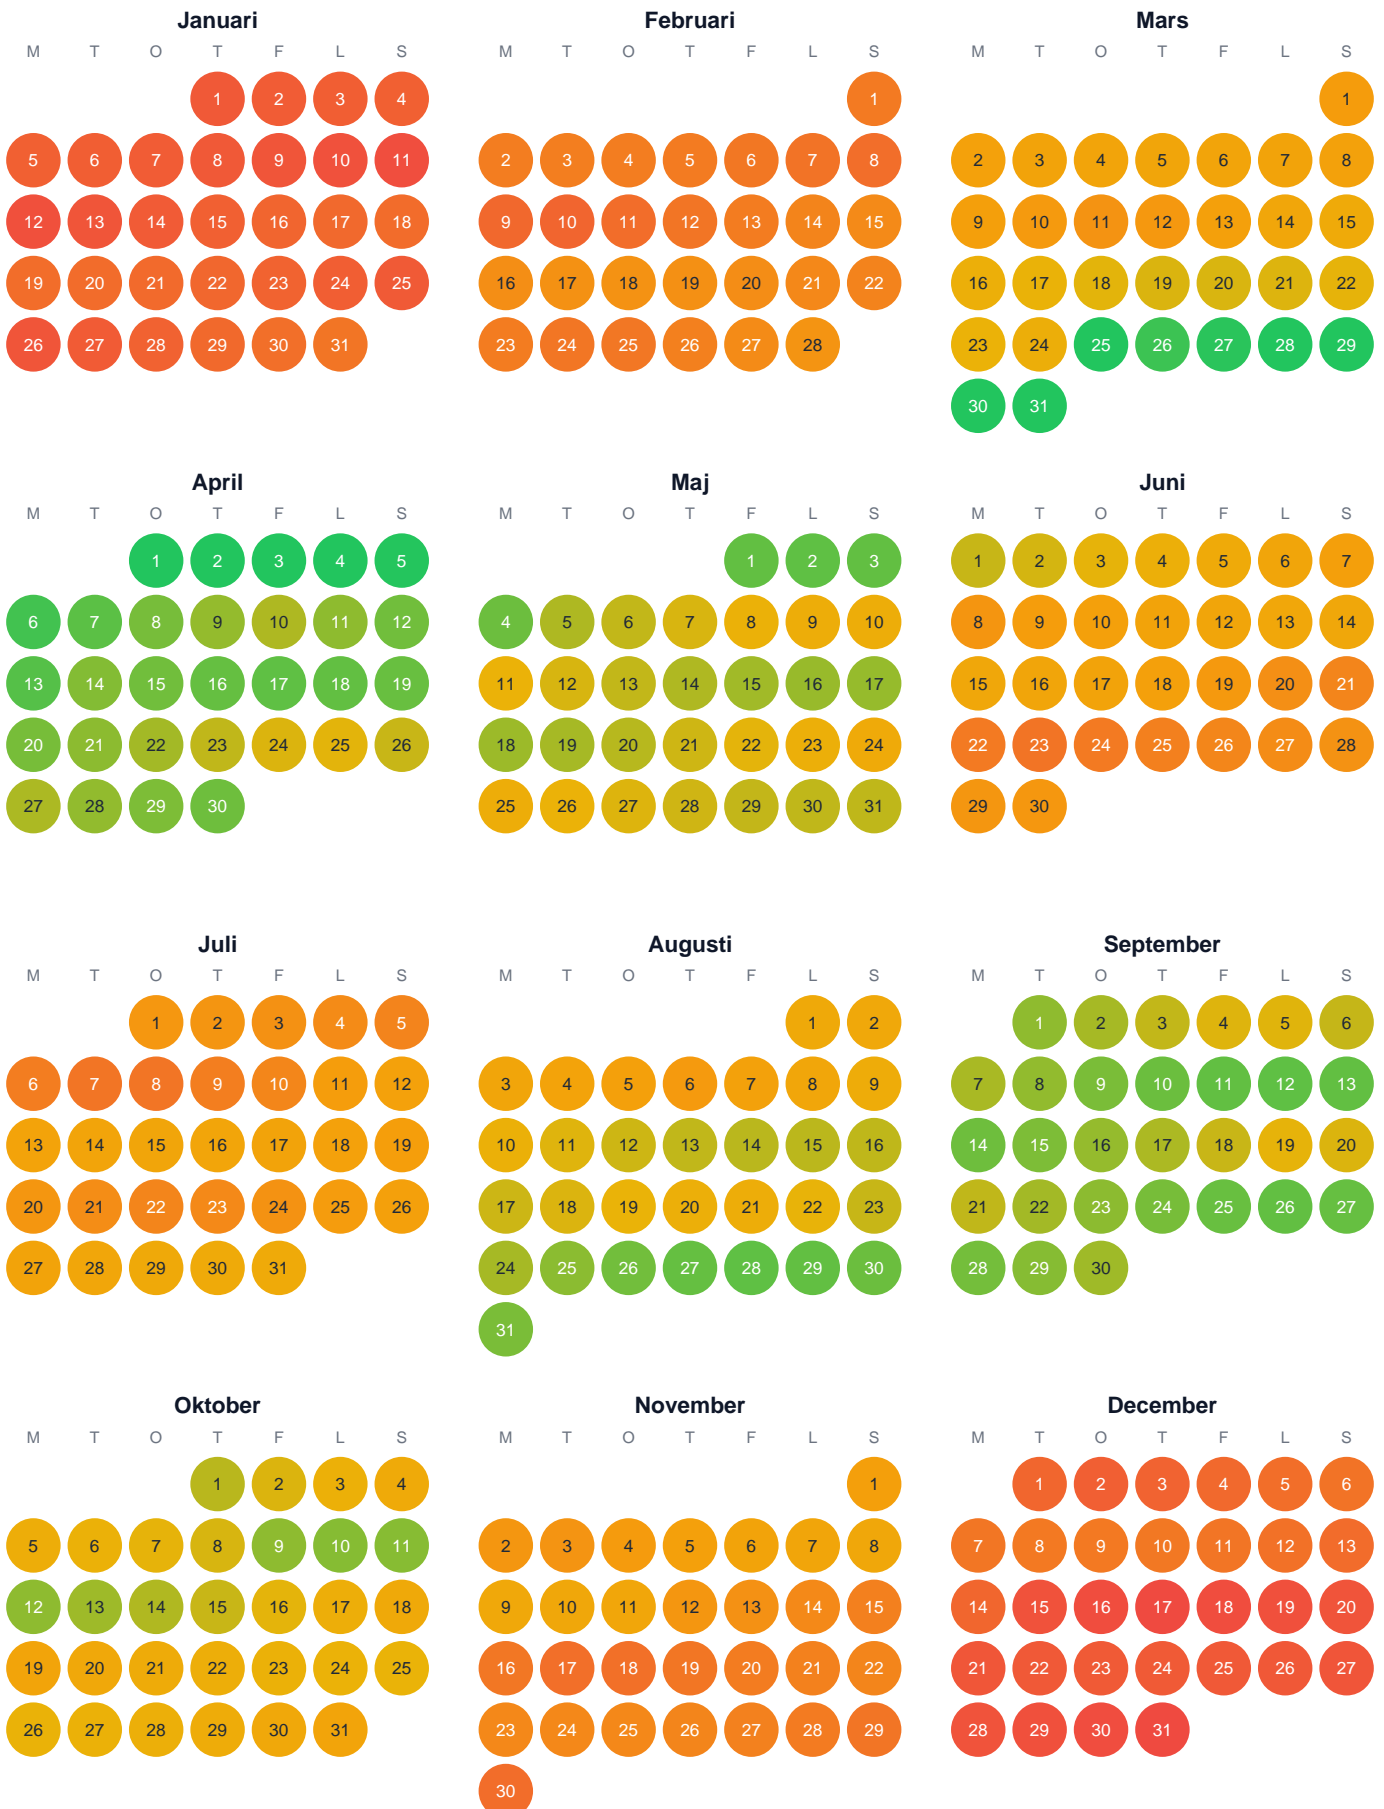 Januari Februari Mars
M T O T F L S M T O T F L S M T O T F L S
1 2 3 4 1 1
5 6 7 8 9 10 11 2 3 4 5 6 7 8 2 3 4 5 6 7 8
12 13 14 15 16 17 18 9 10 11 12 13 14 15 9 10 11 12 13 14 15
19 20 21 22 23 24 25 16 17 18 19 20 21 22 16 17 18 19 20 21 22
26 27 28 29 30 31 23 24 25 26 27 28 23 24 25 26 27 28 29
30 31
April Maj Juni
M T O T F L S M T O T F L S M T O T F L S
1 2 3 4 5 1 2 3 1 2 3 4 5 6 7
6 7 8 9 10 11 12 4 5 6 7 8 9 10 8 9 10 11 12 13 14
13 14 15 16 17 18 19 11 12 13 14 15 16 17 15 16 17 18 19 20 21
20 21 22 23 24 25 26 18 19 20 21 22 23 24 22 23 24 25 26 27 28
27 28 29 30 25 26 27 28 29 30 31 29 30
Juli Augusti September
M T O T F L S M T O T F L S M T O T F L S
1 2 3 4 5 1 2 1 2 3 4 5 6
6 7 8 9 10 11 12 3 4 5 6 7 8 9 7 8 9 10 11 12 13
13 14 15 16 17 18 19 10 11 12 13 14 15 16 14 15 16 17 18 19 20
20 21 22 23 24 25 26 17 18 19 20 21 22 23 21 22 23 24 25 26 27
27 28 29 30 31 24 25 26 27 28 29 30 28 29 30
31
Oktober November December
M T O T F L S M T O T F L S M T O T F L S
1 2 3 4 1 1 2 3 4 5 6
5 6 7 8 9 10 11 2 3 4 5 6 7 8 7 8 9 10 11 12 13
12 13 14 15 16 17 18 9 10 11 12 13 14 15 14 15 16 17 18 19 20
19 20 21 22 23 24 25 16 17 18 19 20 21 22 21 22 23 24 25 26 27
26 27 28 29 30 31 23 24 25 26 27 28 29 28 29 30 31
30